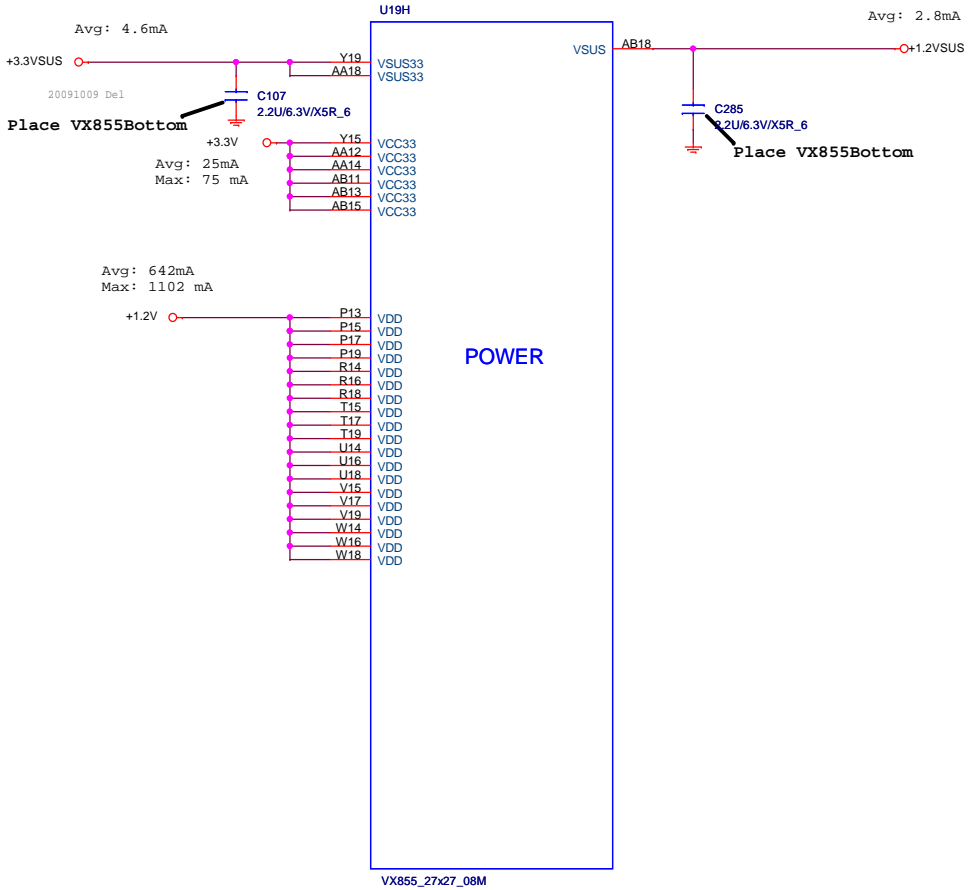 U19H
Avg: 4.6mA
Avg: 2.8mA
+3.3VSUS
Y19 VSUS33
AA18 VSUS33
VSUS AB18
+1.2VSUS
20091009 Del
C107
2.2U/6.3V/X5R_6
Place VX855Bottom
C285
2.2U/6.3V/X5R_6
Place VX855Bottom
+3.3V
Avg: 25mA
Max: 75 mA
Y15 VCC33
AA12 VCC33
AA14 VCC33
AB11 VCC33
AB13 VCC33
AB15 VCC33
Avg: 642mA
Max: 1102 mA
+1.2V
P13 VDD
P15 VDD
P17 VDD
P19 VDD
R14 VDD
R16 VDD
R18 VDD
T15 VDD
T17 VDD
T19 VDD
U14 VDD
U16 VDD
U18 VDD
V15 VDD
V17 VDD
V19 VDD
W14 VDD
W16 VDD
W18 VDD
POWER
VX855_27x27_08M